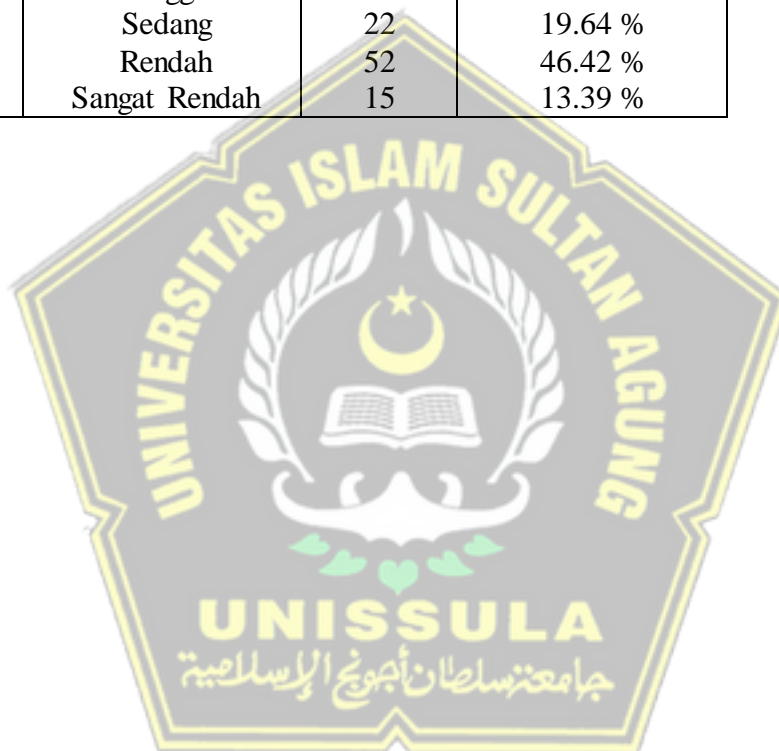 Sedang 22 19.64 %
Rendah 52 46.42 %
Sangat Rendah 15 13.39 %
UNIVERSITAS ISLAM SULTAN AGUNG
UNISSULA
جامعة سلطان أجونج الإسلامية